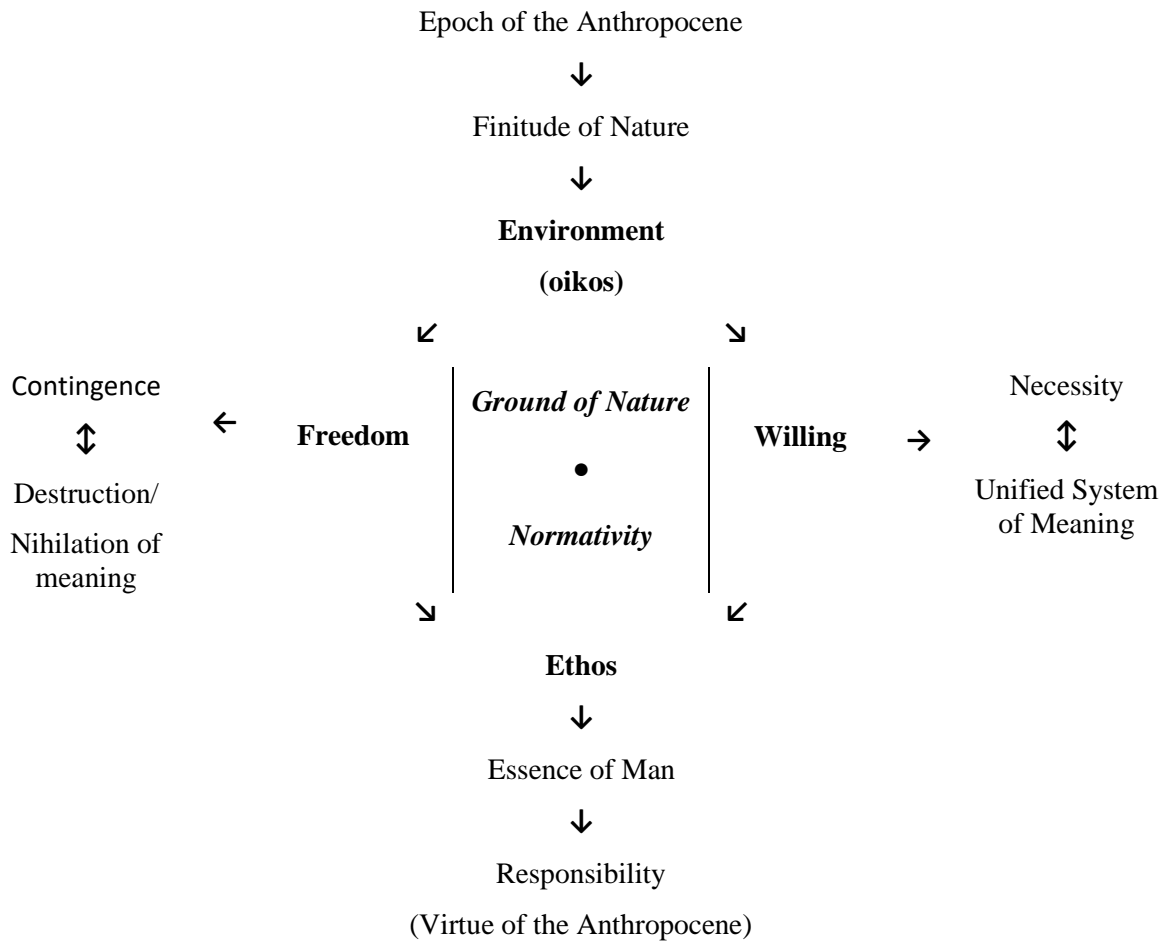 Epoch of the Anthropocene
↓
Finitude of Nature
↓
Environment
(oikos)
↙ ↘
Contingence
↕
Destruction/
Nihilation of
meaning
←
Freedom
Ground of Nature
•
Normativity
Willing
→
Necessity
↕
Unified System
of Meaning
↘ ↙
Ethos
↓
Essence of Man
↓
Responsibility
(Virtue of the Anthropocene)